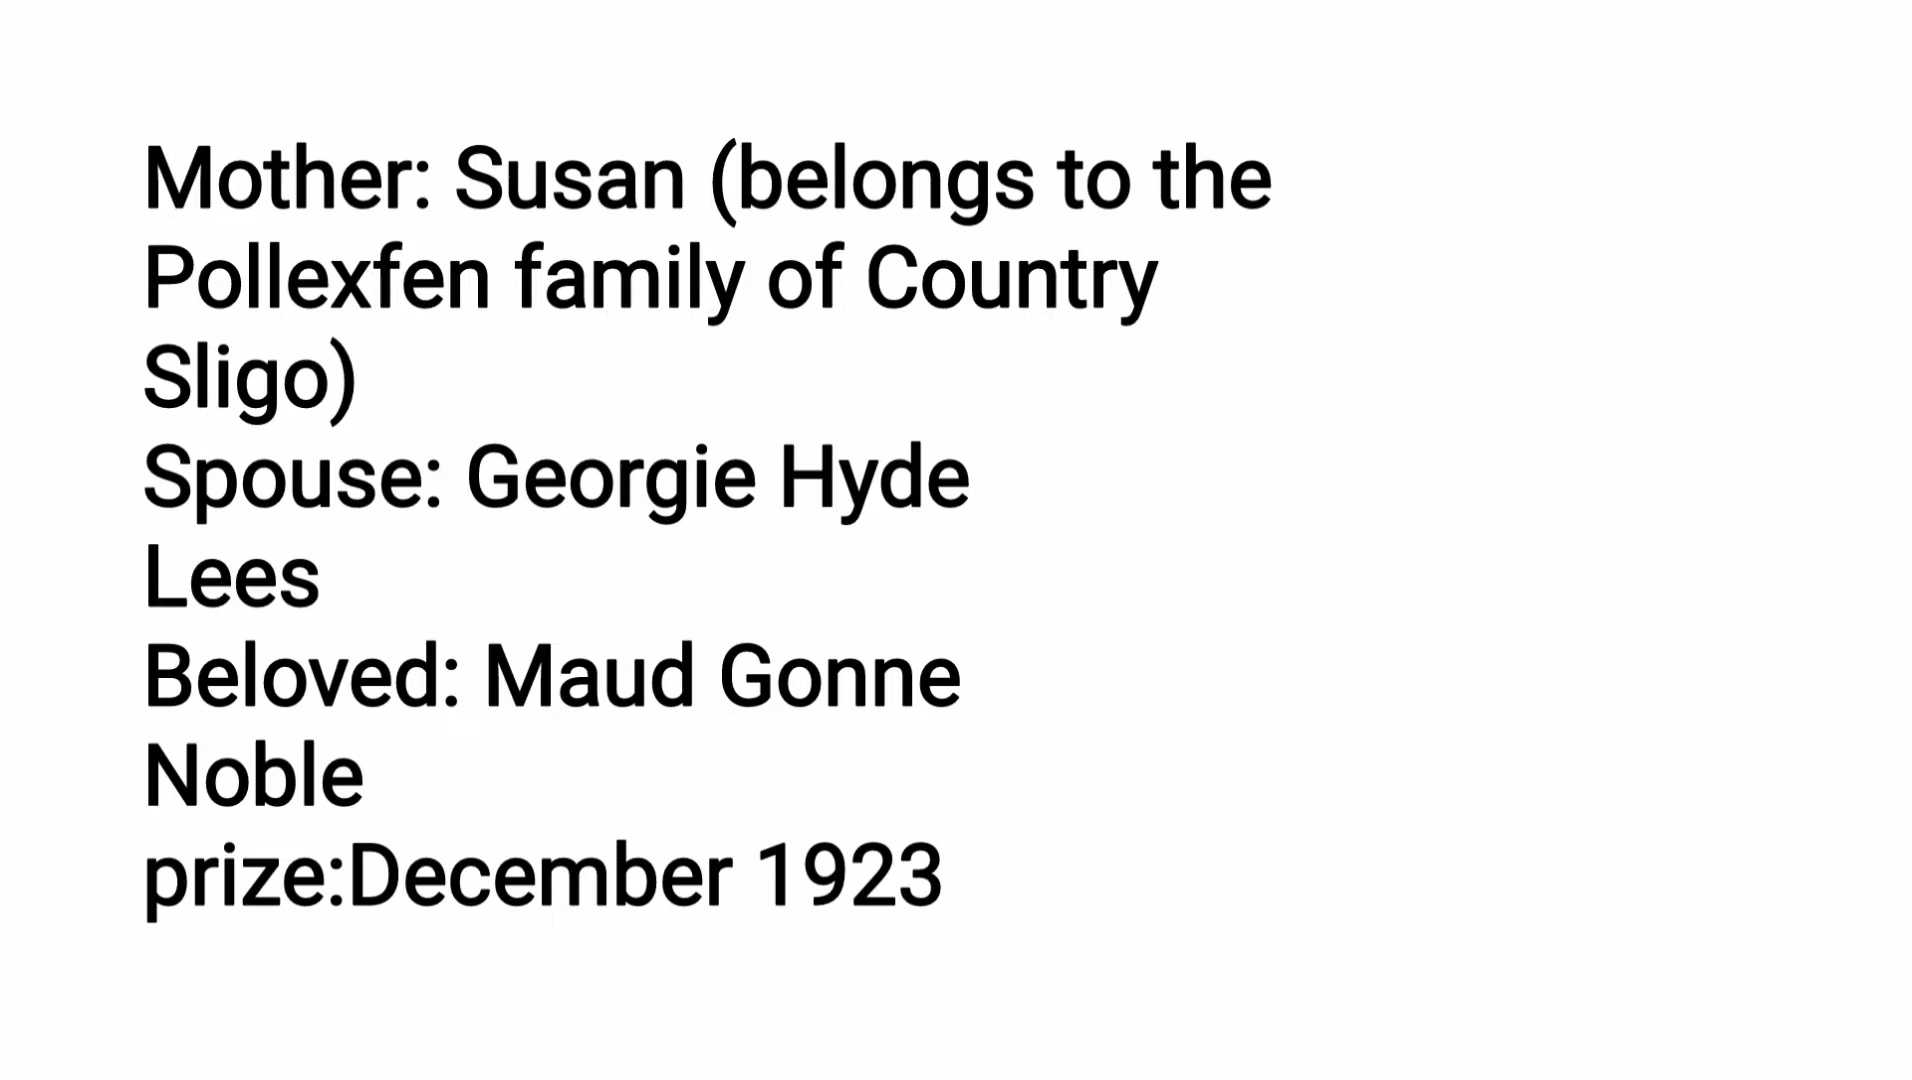 Mother: Susan (belongs to the
Pollexfen family of Country
Sligo)
Spouse: Georgie Hyde
Lees
Beloved: Maud Gonne
Noble
prize:December 1923